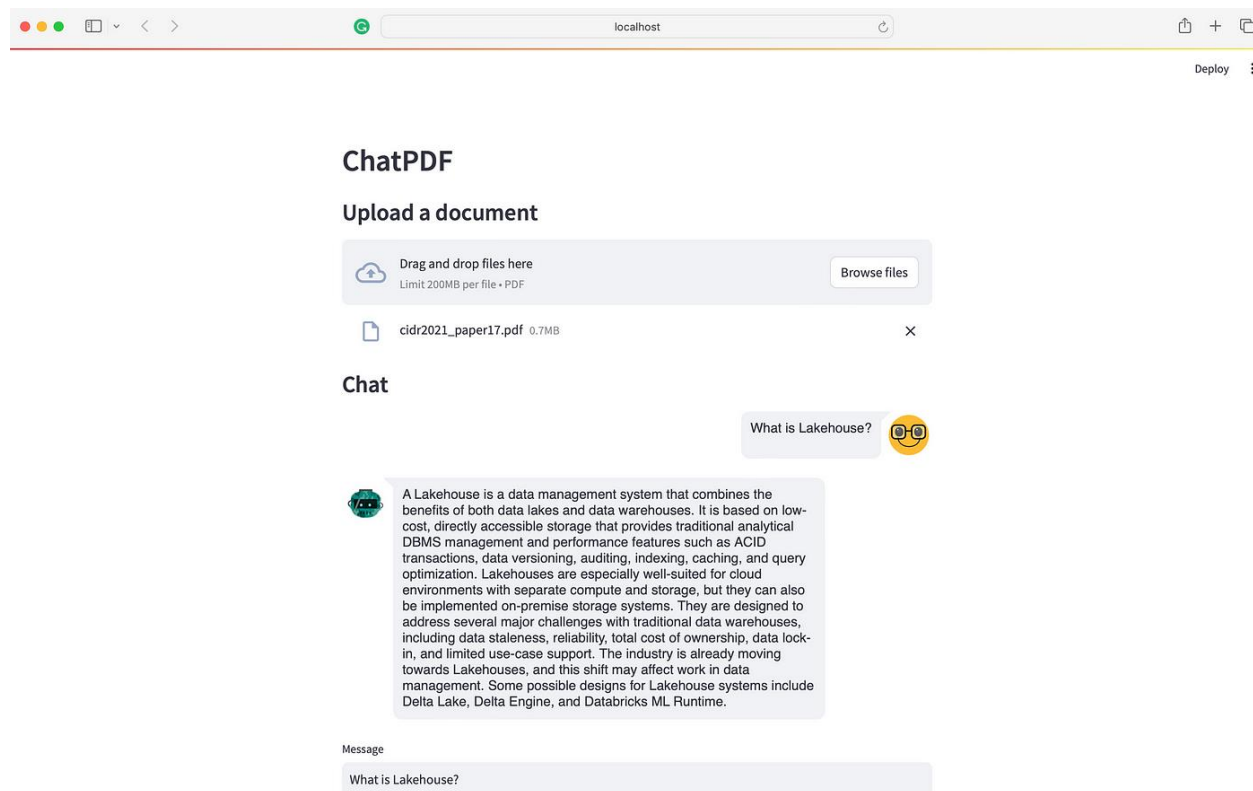 localhost
Deploy
ChatPDF
Upload a document
Drag and drop files here
Limit 200MB per file • PDF
Browse files
cidr2021_paper17.pdf 0.7MB
Chat
What is Lakehouse?
A Lakehouse is a data management system that combines the
benefits of both data lakes and data warehouses. It is based on low-
cost, directly accessible storage that provides traditional analytical
DBMS management and performance features such as ACID
transactions, data versioning, auditing, indexing, caching, and query
optimization. Lakehouses are especially well-suited for cloud
environments with separate compute and storage, but they can also
be implemented on-premise storage systems. They are designed to
address several major challenges with traditional data warehouses,
including data staleness, reliability, total cost of ownership, data lock-
in, and limited use-case support. The industry is already moving
towards Lakehouses, and this shift may affect work in data
management. Some possible designs for Lakehouse systems include
Delta Lake, Delta Engine, and Databricks ML Runtime.
Message
What is Lakehouse?